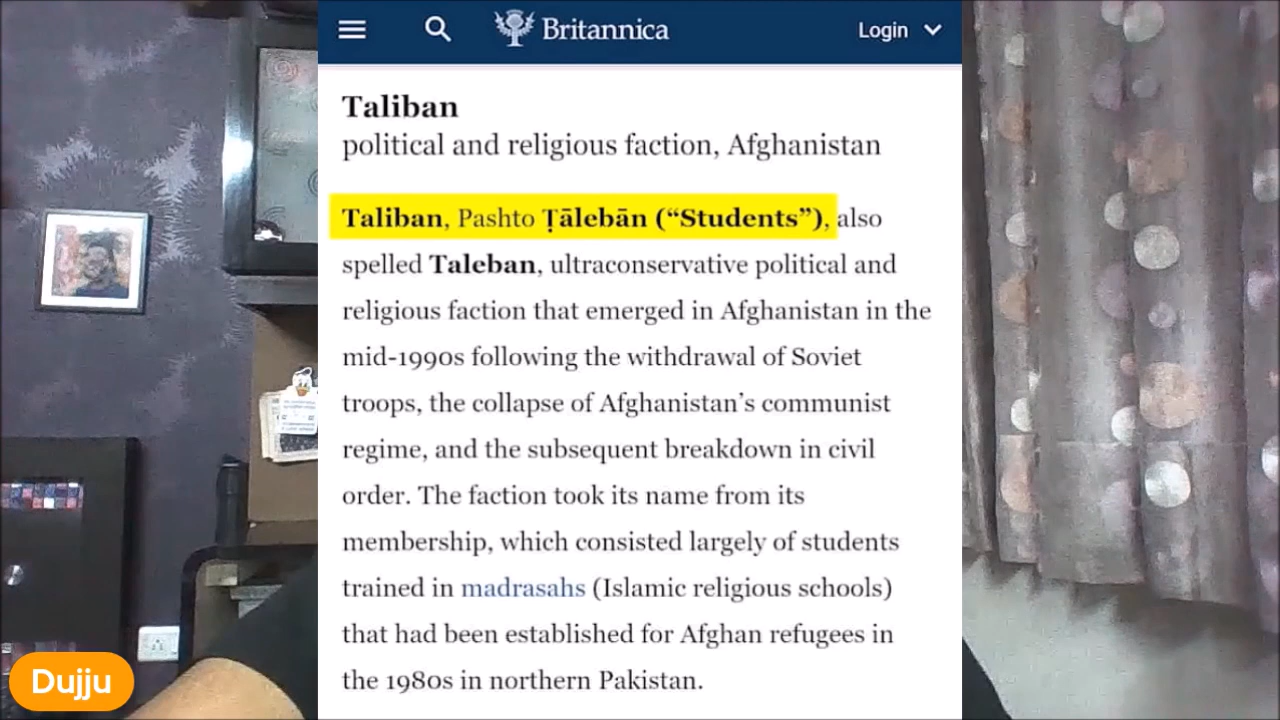 Britannica
Login
Taliban
political and religious faction, Afghanistan
Taliban, Pashto Ṭālebān (“Students”), also
spelled Taleban, ultraconservative political and
religious faction that emerged in Afghanistan in the
mid-1990s following the withdrawal of Soviet
troops, the collapse of Afghanistan’s communist
regime, and the subsequent breakdown in civil
order. The faction took its name from its
membership, which consisted largely of students
trained in madrasahs (Islamic religious schools)
that had been established for Afghan refugees in
the 1980s in northern Pakistan.
Dujju